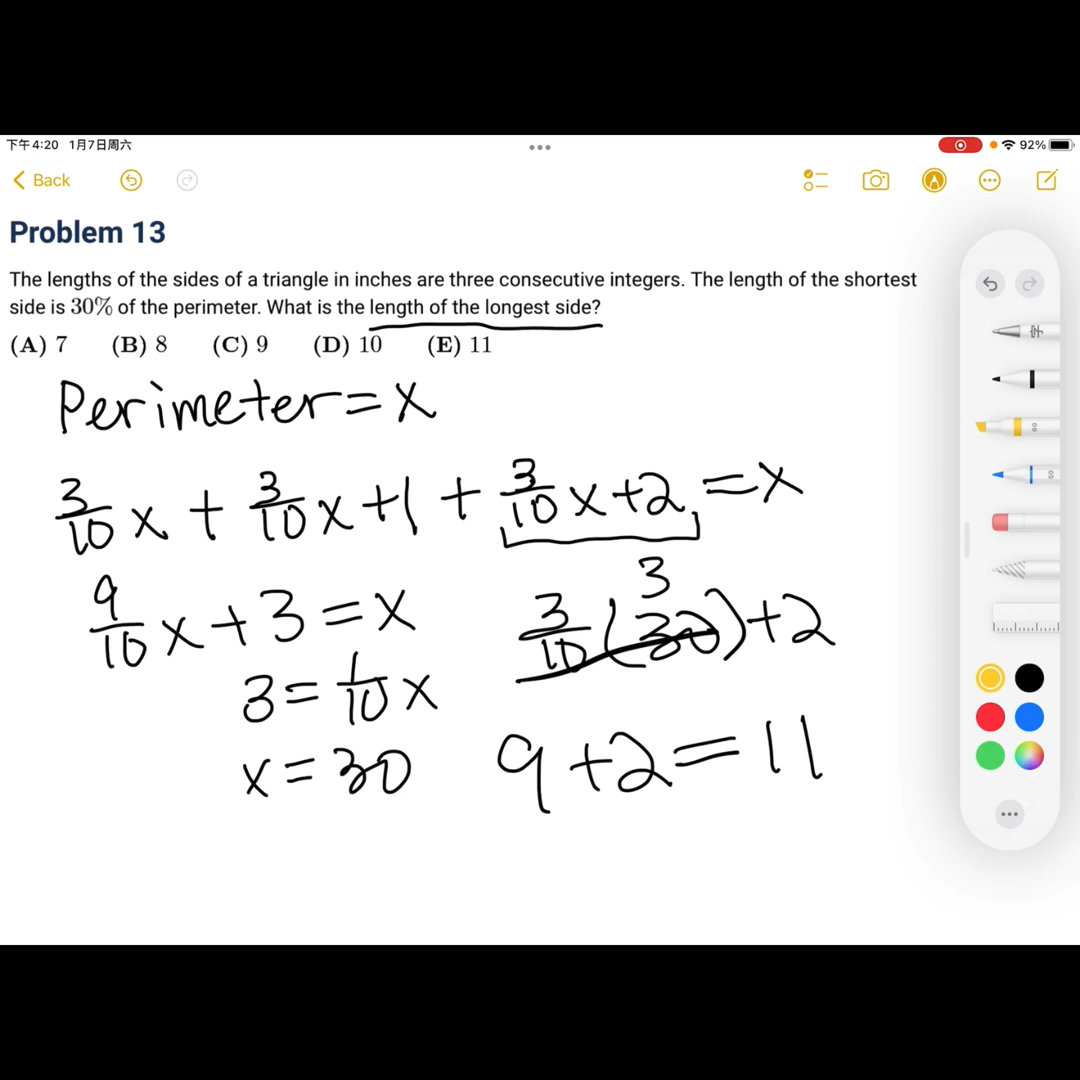 下午4:20 1月7日周六
92%
Back
Problem 13
The lengths of the sides of a triangle in inches are three consecutive integers. The length of the shortest
side is 30% of the perimeter. What is the length of the longest side?
(A) 7 (B) 8 (C) 9 (D) 10 (E) 11
Perimeter=x
3/10 x + 3/10 x+1 + 3/10 x+2 =x
9/10 x+3=x
3
3/10(30)+2
3=1/10 x
x=30
9+2=11